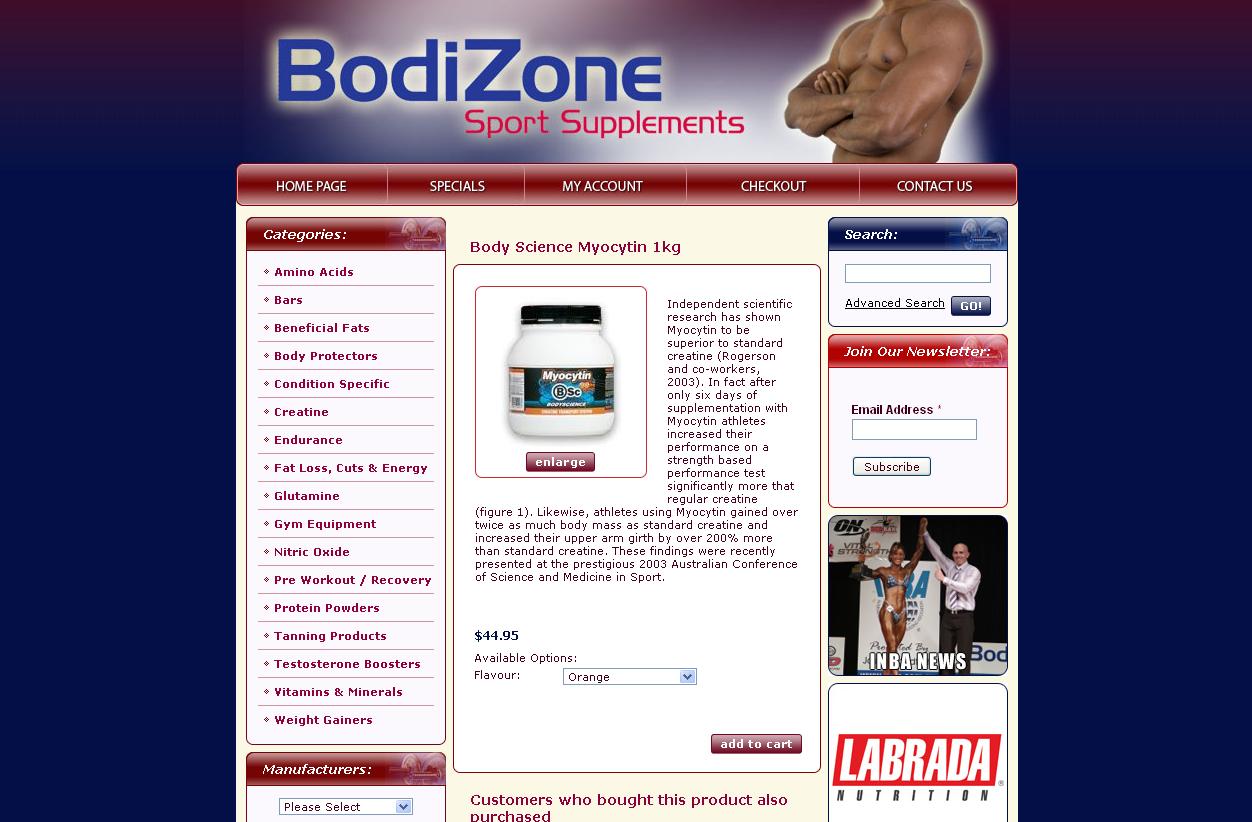 BodiZone
Sport Supplements
HOME PAGE
SPECIALS
MY ACCOUNT
CHECKOUT
CONTACT US
Categories:
Amino Acids
Bars
Beneficial Fats
Body Protectors
Condition Specific
Creatine
Endurance
Fat Loss, Cuts & Energy
Glutamine
Gym Equipment
Nitric Oxide
Pre Workout / Recovery
Protein Powders
Tanning Products
Testosterone Boosters
Vitamins & Minerals
Weight Gainers
Manufacturers:
Please Select
Body Science Myocytin 1kg
Myocytin
BSc
BODYSCIENCE
enlarge
Independent scientific
research has shown
Myocytin to be
superior to standard
creatine (Rogerson
and co-workers,
2003). In fact after
only six days of
supplementation with
Myocytin athletes
increased their
performance on a
strength based
performance test
significantly more that
regular creatine
(figure 1). Likewise, athletes using Myocytin gained over
twice as much body mass as standard creatine and
increased their upper arm girth by over 200% more
than standard creatine. These findings were recently
presented at the prestigious 2003 Australian Conference
of Science and Medicine in Sport.
$44.95
Available Options:
Flavour:
Orange
add to cart
Customers who bought this product also
purchased
Search:
Advanced Search
GO!
Join Our Newsletter:
Email Address *
Subscribe
ON
VITAL
STRENGTH
INBA NEWS
Bod
LABRADA
NUTRITION